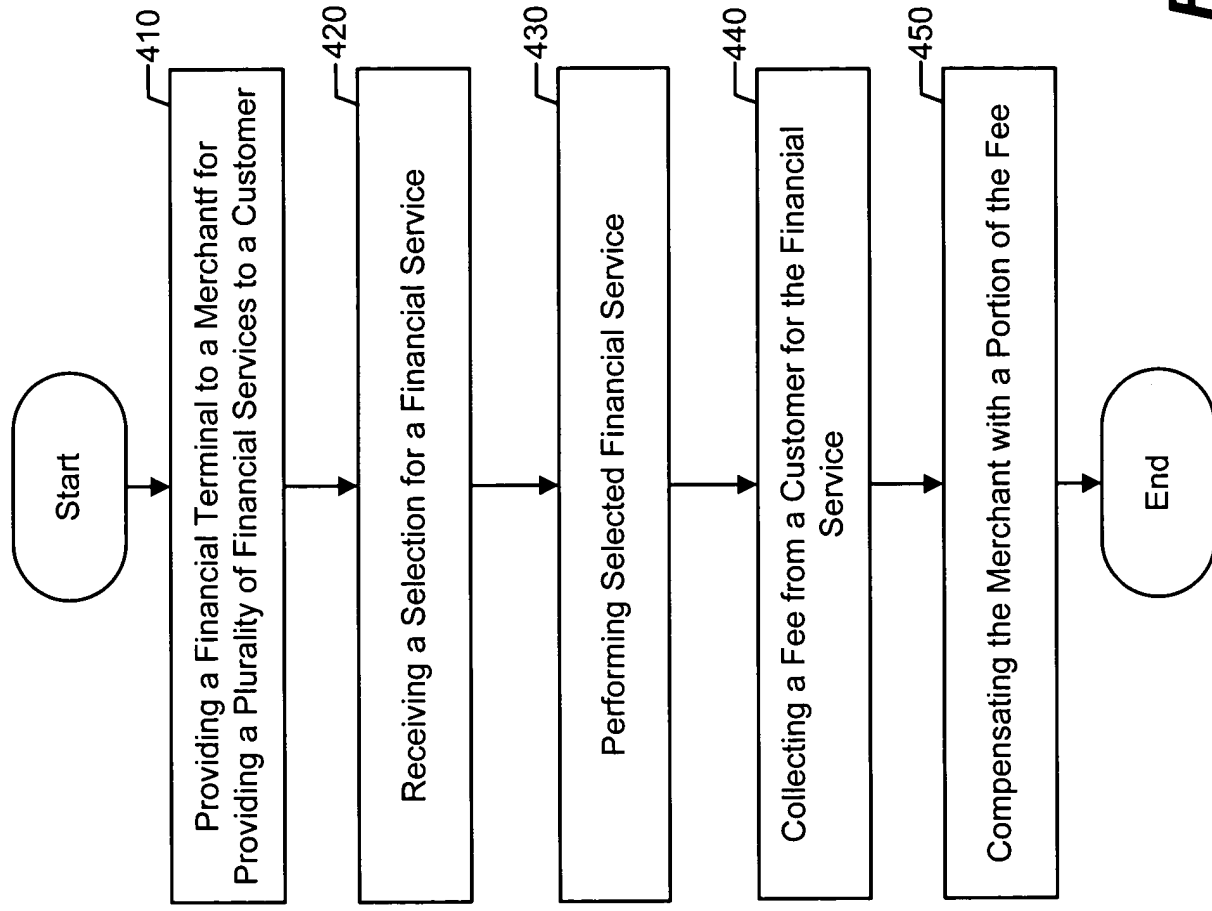 Start
410
Providing a Financial Terminal to a Merchantf for
Providing a Plurality of Financial Services to a Customer
420
Receiving a Selection for a Financial Service
430
Performing Selected Financial Service
440
Collecting a Fee from a Customer for the Financial
Service
450
Compensating the Merchant with a Portion of the Fee
End